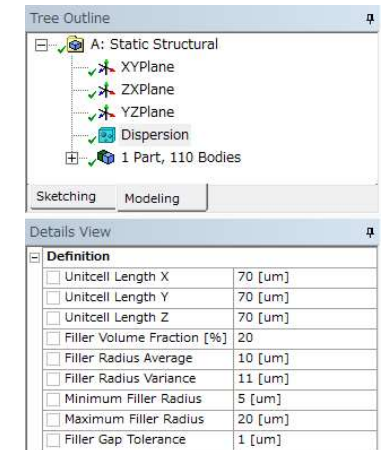 Tree Outline
A: Static Structural
XYPlane
ZXPlane
YZPlane
Dispersion
1 Part, 110 Bodies
Sketching Modeling
Details View
Definition
Unitcell Length X 70 [um]
Unitcell Length Y 70 [um]
Unitcell Length Z 70 [um]
Filler Volume Fraction [%] 20
Filler Radius Average 10 [um]
Filler Radius Variance 11 [um]
Minimum Filler Radius 5 [um]
Maximum Filler Radius 20 [um]
Filler Gap Tolerance 1 [um]